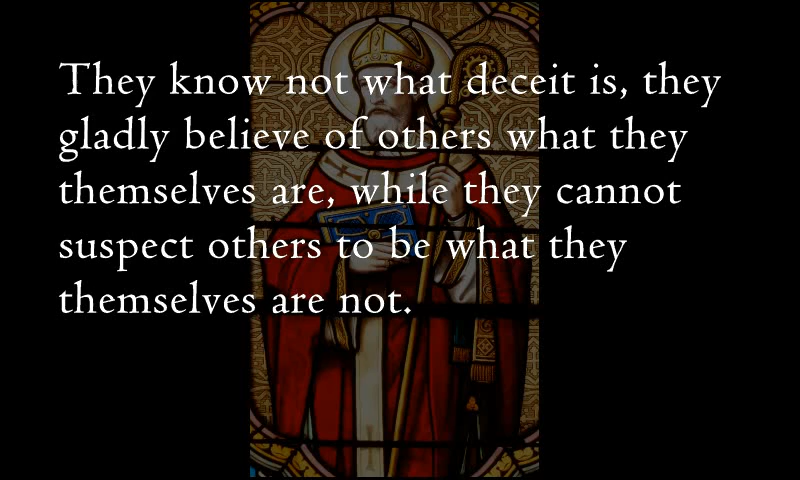 They know not what deceit is, they
gladly believe of others what they
themselves are, while they cannot
suspect others to be what they
themselves are not.